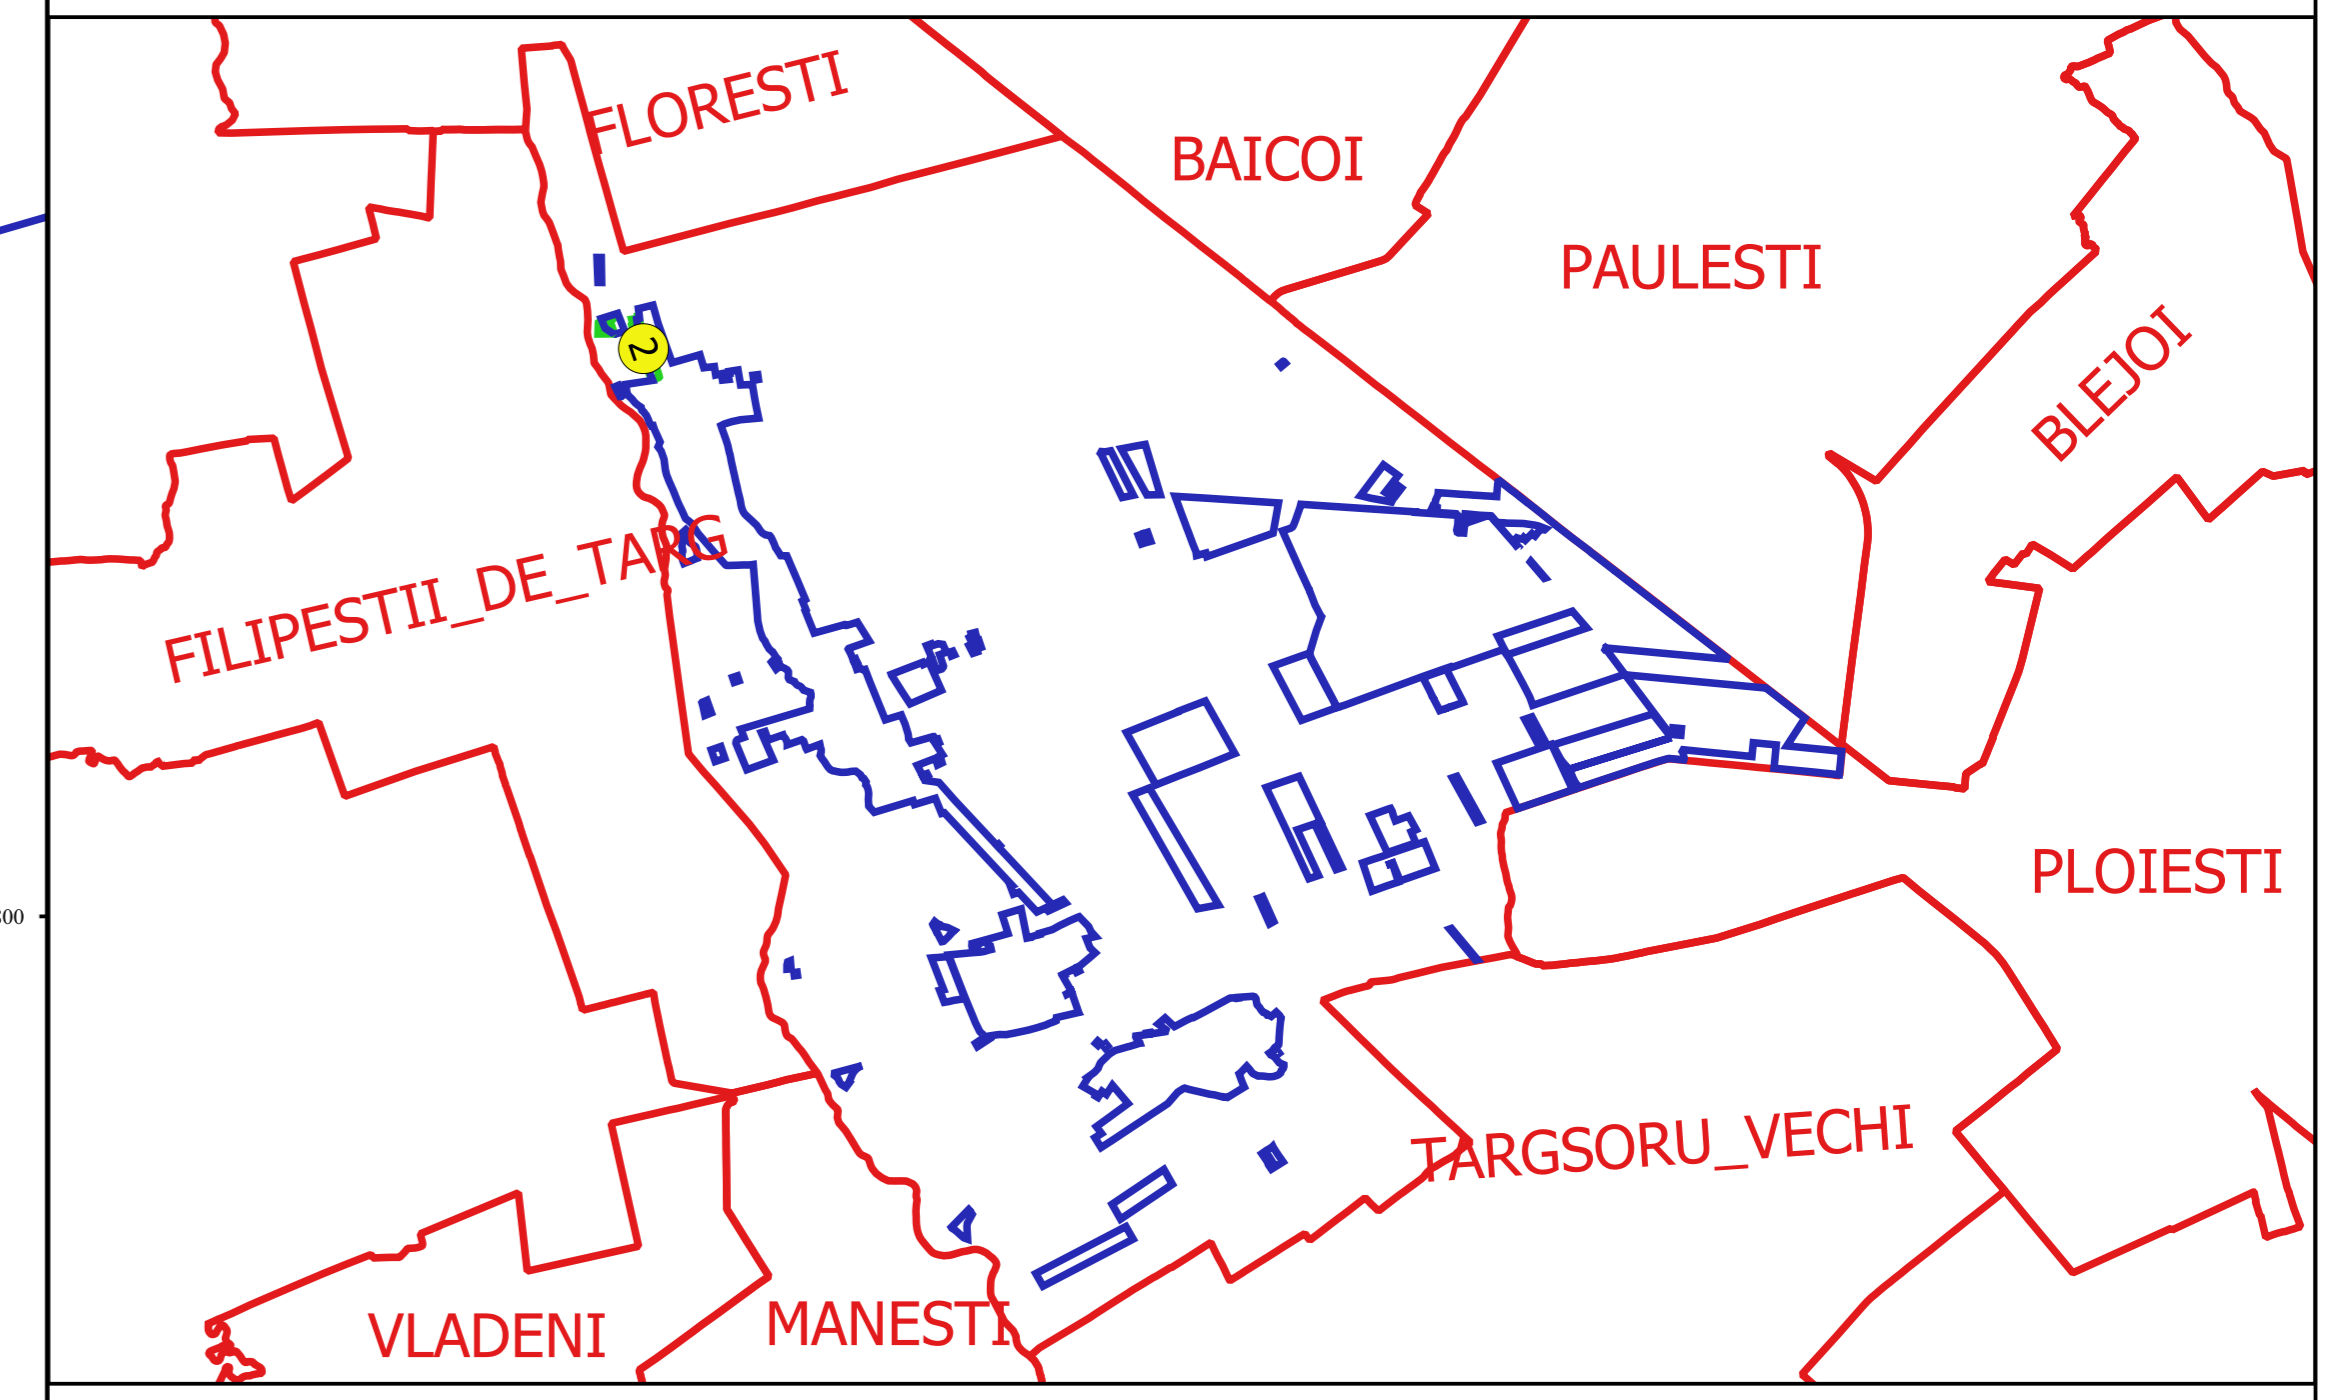 FLORESTI
BAICOI
PAULESTI
BLEJOI
2
FILIPESTII_DE_TARG
PLOIESTI
TARGSORU_VECHI
VLADENI
MANESTI